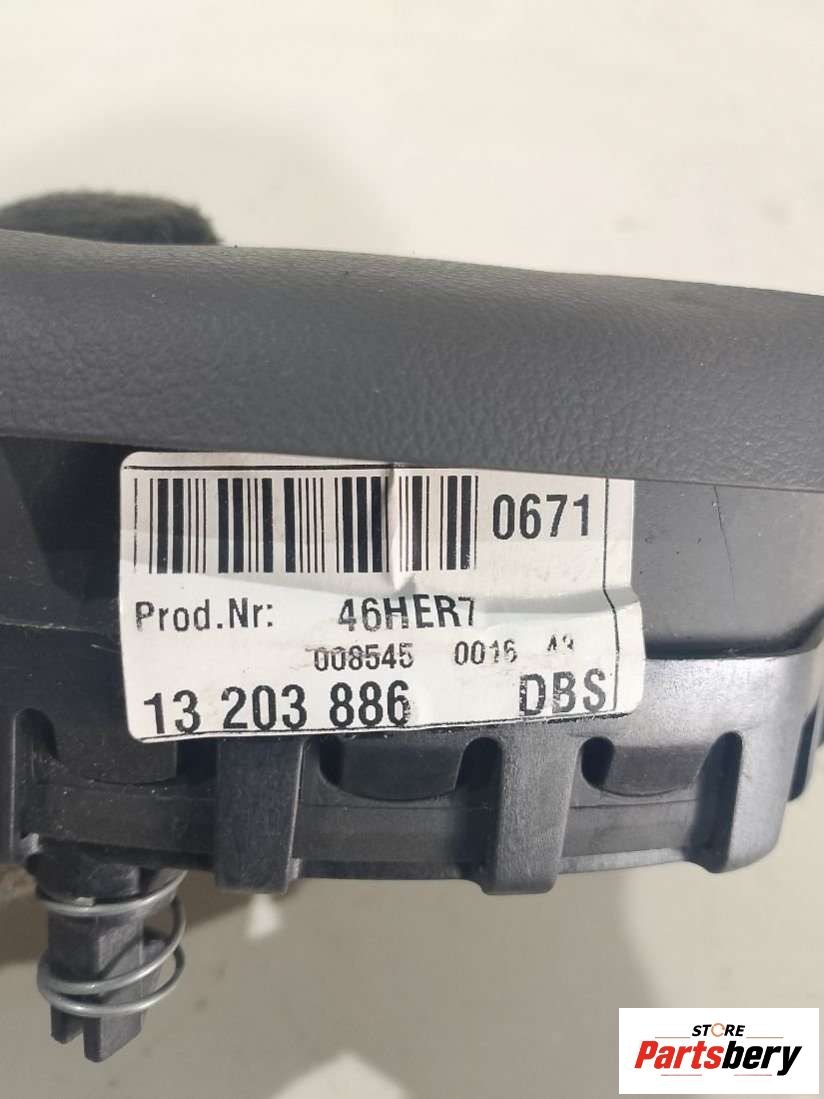 0671
Prod.Nr: 46HER7
008545 0016
13 203 886 DBS
STORE
Partsbery